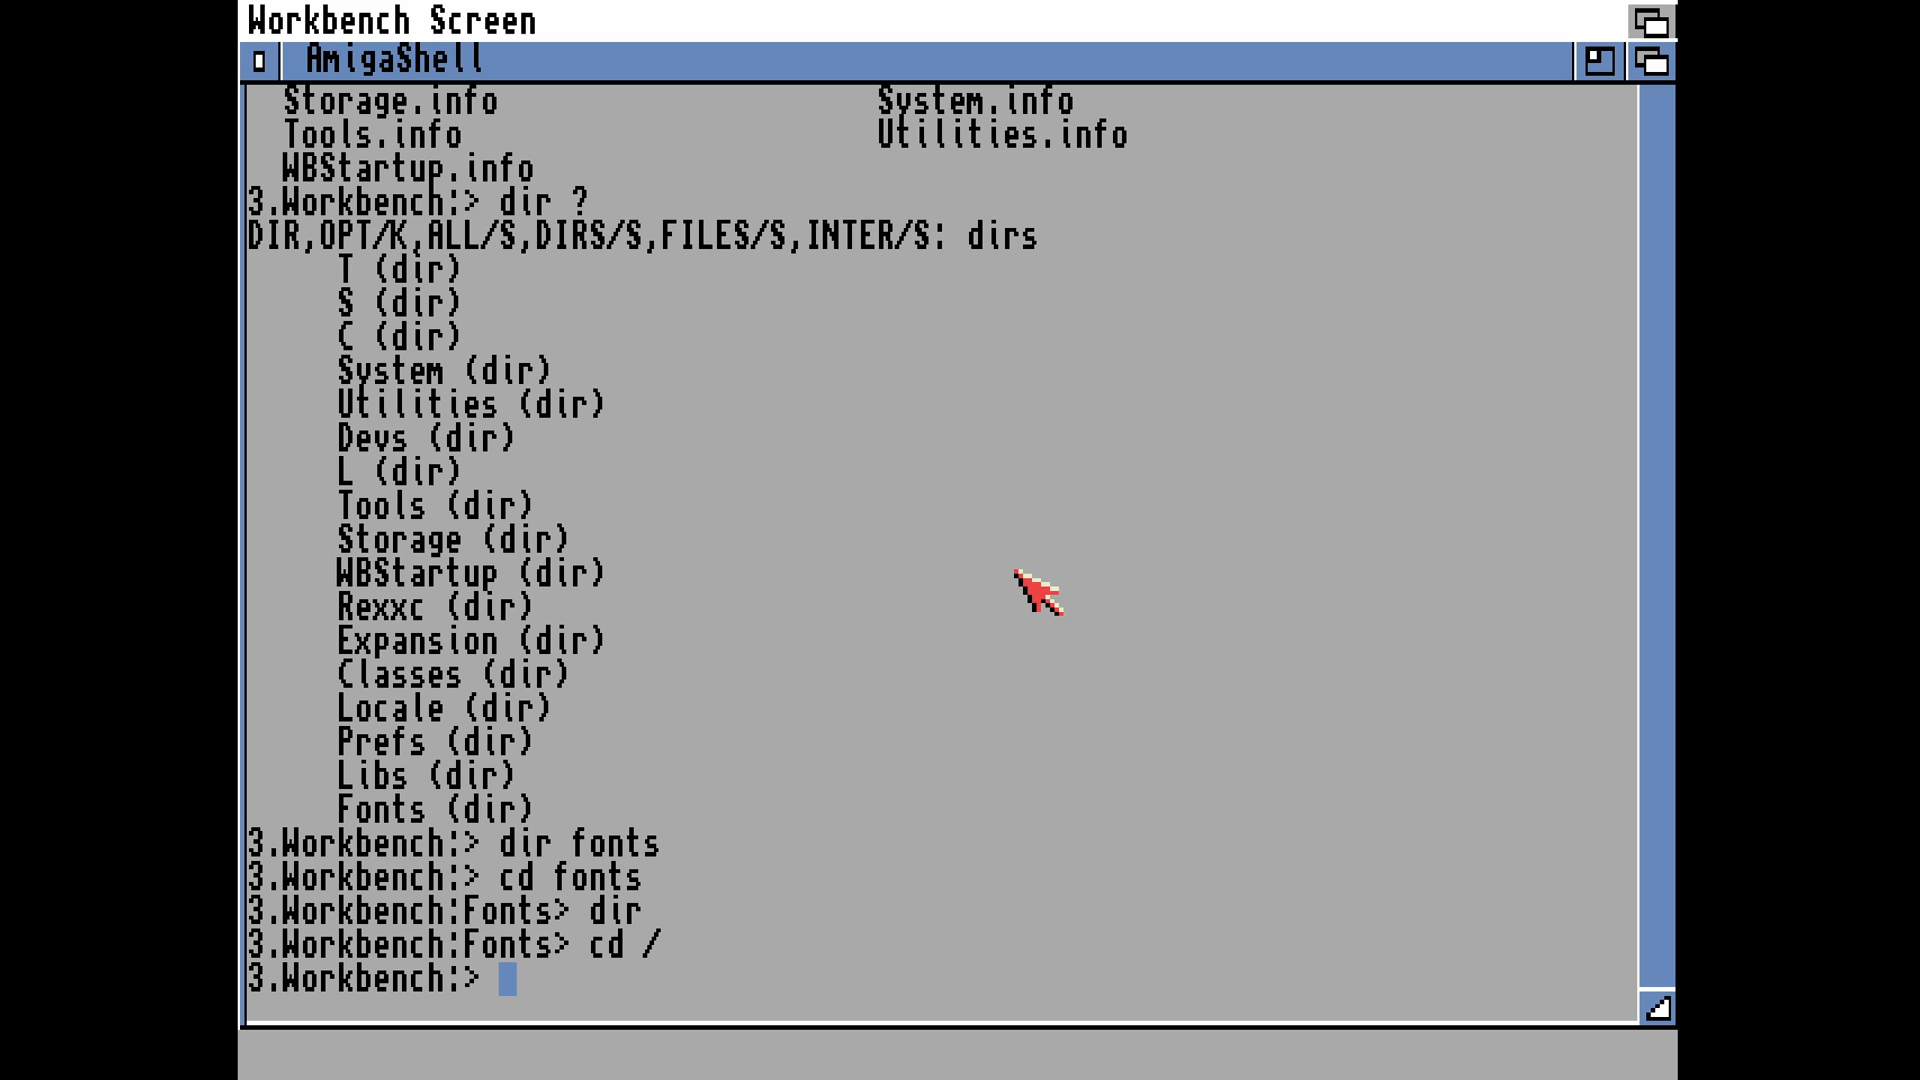 Workbench Screen
AmigaShell
Storage.info System.info
Tools.info Utilities.info
WBStartup.info
3.Workbench:> dir ?
DIR,OPT/K,ALL/S,DIRS/S,FILES/S,INTER/S: dirs
T (dir)
S (dir)
C (dir)
System (dir)
Utilities (dir)
Devs (dir)
L (dir)
Tools (dir)
Storage (dir)
WBStartup (dir)
Rexxc (dir)
Expansion (dir)
Classes (dir)
Locale (dir)
Prefs (dir)
Libs (dir)
Fonts (dir)
3.Workbench:> dir fonts
3.Workbench:> cd fonts
3.Workbench:Fonts> dir
3.Workbench:Fonts> cd /
3.Workbench:>